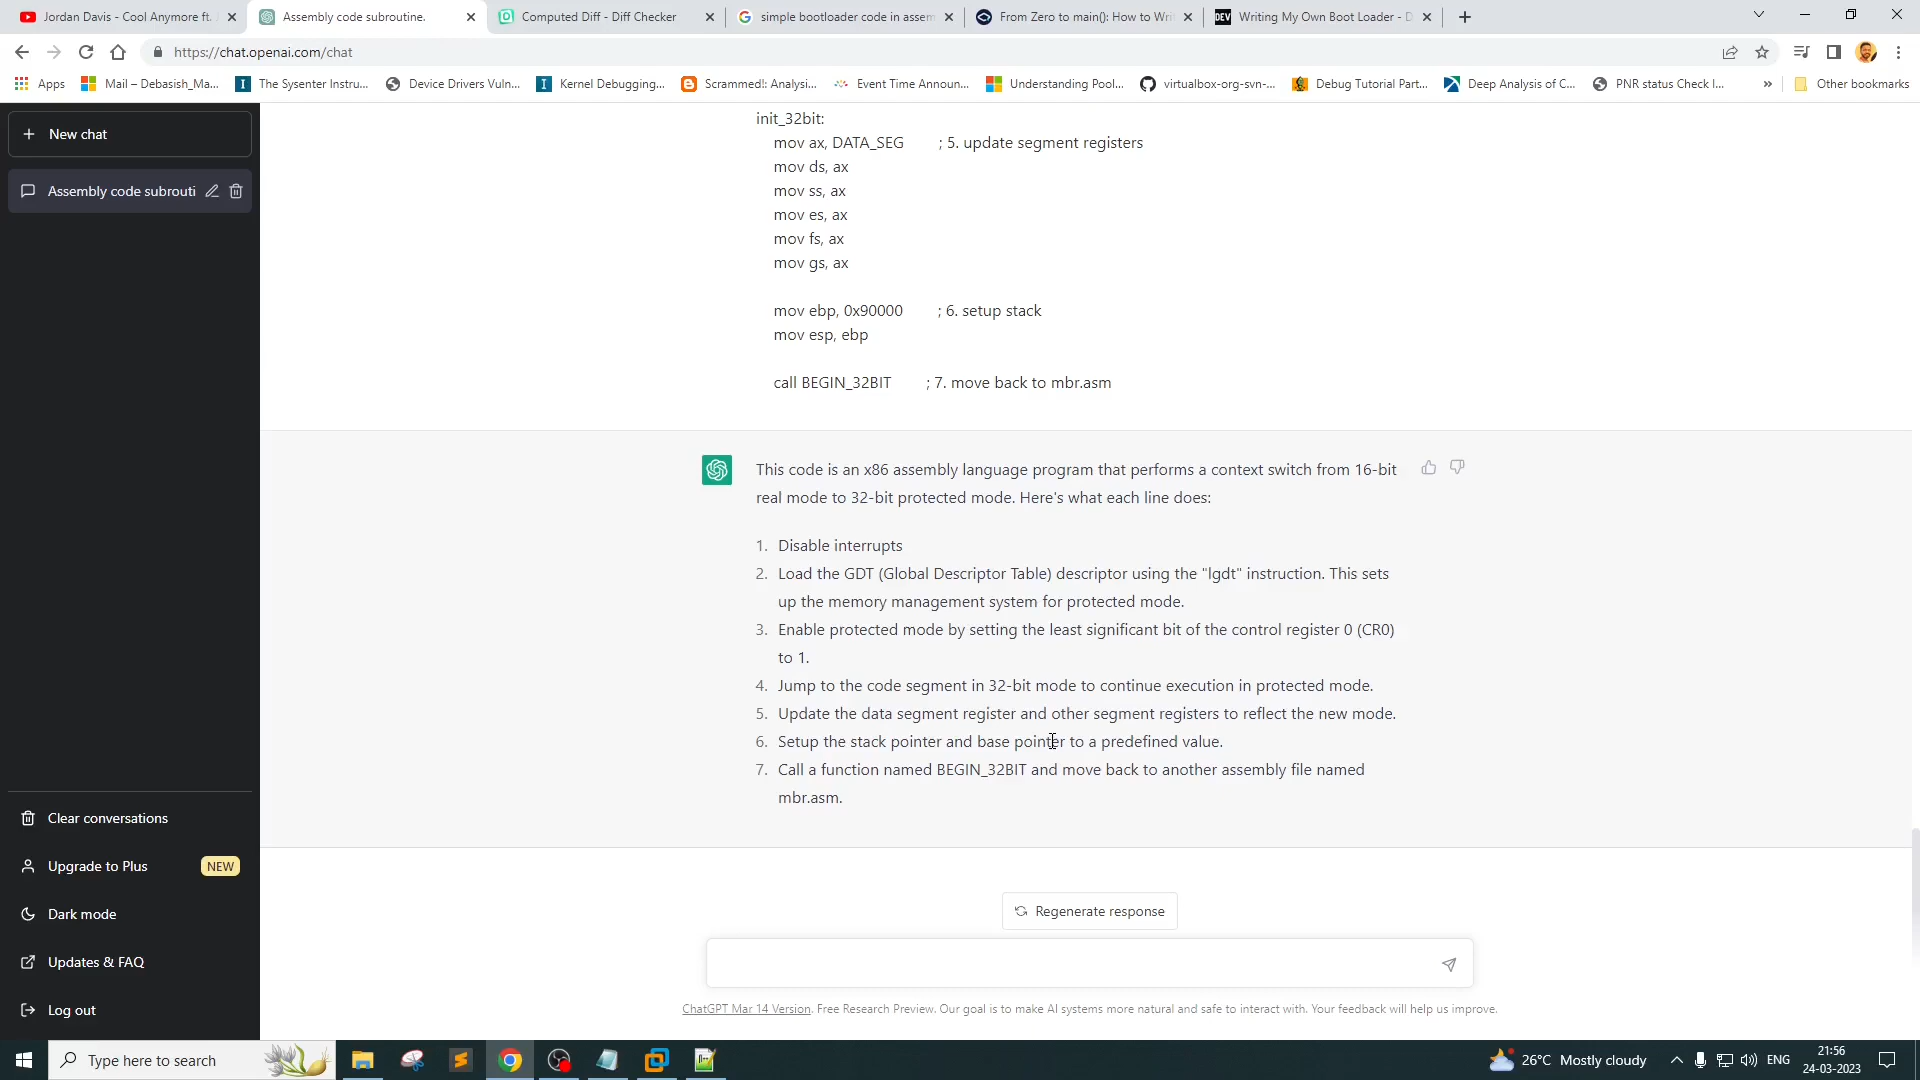 Jordan Davis - Cool Anymore ft.
Assembly code subroutine.
Computed Diff - Diff Checker
simple bootloader code in assem
From Zero to main(): How to Wri
Writing My Own Boot Loader - D
https://chat.openai.com/chat
Apps
Mail – Debasish_Ma...
The Sysenter Instru...
Device Drivers Vuln...
Kernel Debugging...
Scrammed!: Analysi...
Event Time Announ...
Understanding Pool...
virtualbox-org-svn-...
Debug Tutorial Part...
Deep Analysis of C...
PNR status Check I...
»
Other bookmarks
New chat
Assembly code subrouti
init_32bit:
mov ax, DATA_SEG ; 5. update segment registers
mov ds, ax
mov ss, ax
mov es, ax
mov fs, ax
mov gs, ax
mov ebp, 0x90000 ; 6. setup stack
mov esp, ebp
call BEGIN_32BIT ; 7. move back to mbr.asm
This code is an x86 assembly language program that performs a context switch from 16-bit
real mode to 32-bit protected mode. Here's what each line does:
1. Disable interrupts
2. Load the GDT (Global Descriptor Table) descriptor using the "lgdt" instruction. This sets
up the memory management system for protected mode.
3. Enable protected mode by setting the least significant bit of the control register 0 (CR0)
to 1.
4. Jump to the code segment in 32-bit mode to continue execution in protected mode.
5. Update the data segment register and other segment registers to reflect the new mode.
6. Setup the stack pointer and base pointer to a predefined value.
7. Call a function named BEGIN_32BIT and move back to another assembly file named
mbr.asm.
Clear conversations
Upgrade to Plus NEW
Dark mode
Updates & FAQ
Log out
Regenerate response
ChatGPT Mar 14 Version. Free Research Preview. Our goal is to make AI systems more natural and safe to interact with. Your feedback will help us improve.
Type here to search
26°C Mostly cloudy
ENG
21:56
24-03-2023